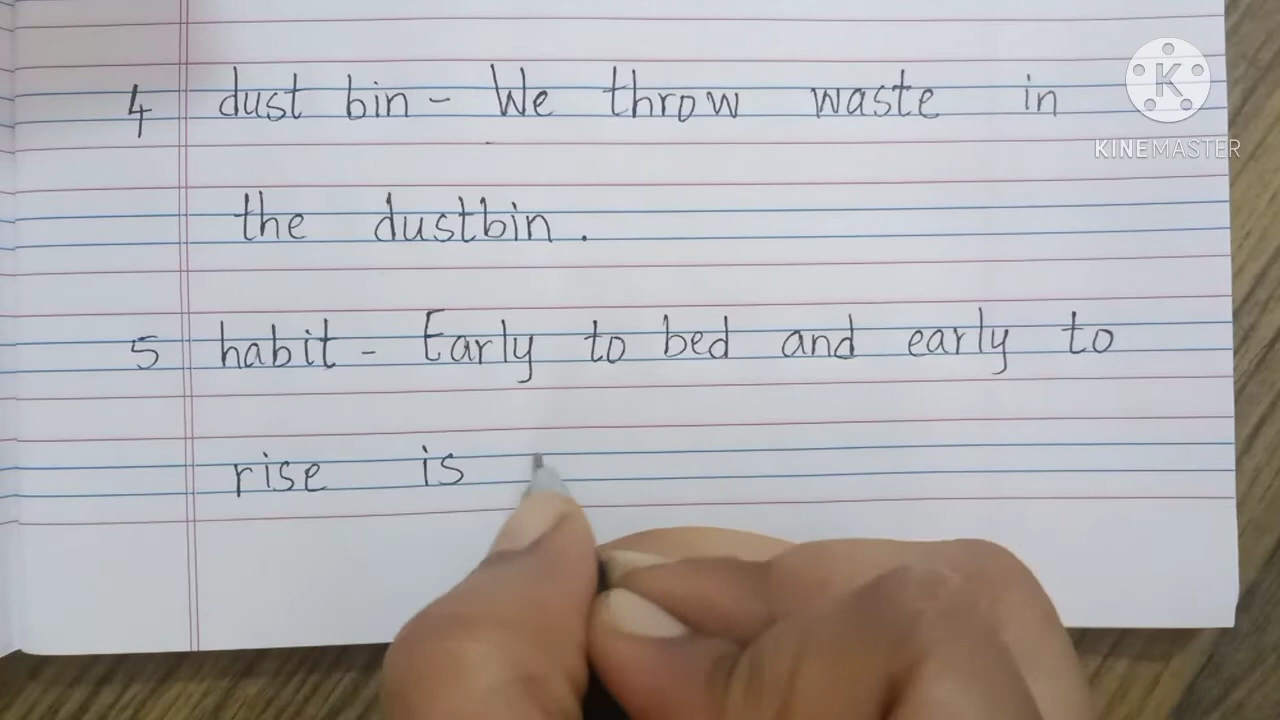 4 dust bin - We throw waste in
the dustbin.
5 habit - Early to bed and early to
rise is
K
KINEMASTER